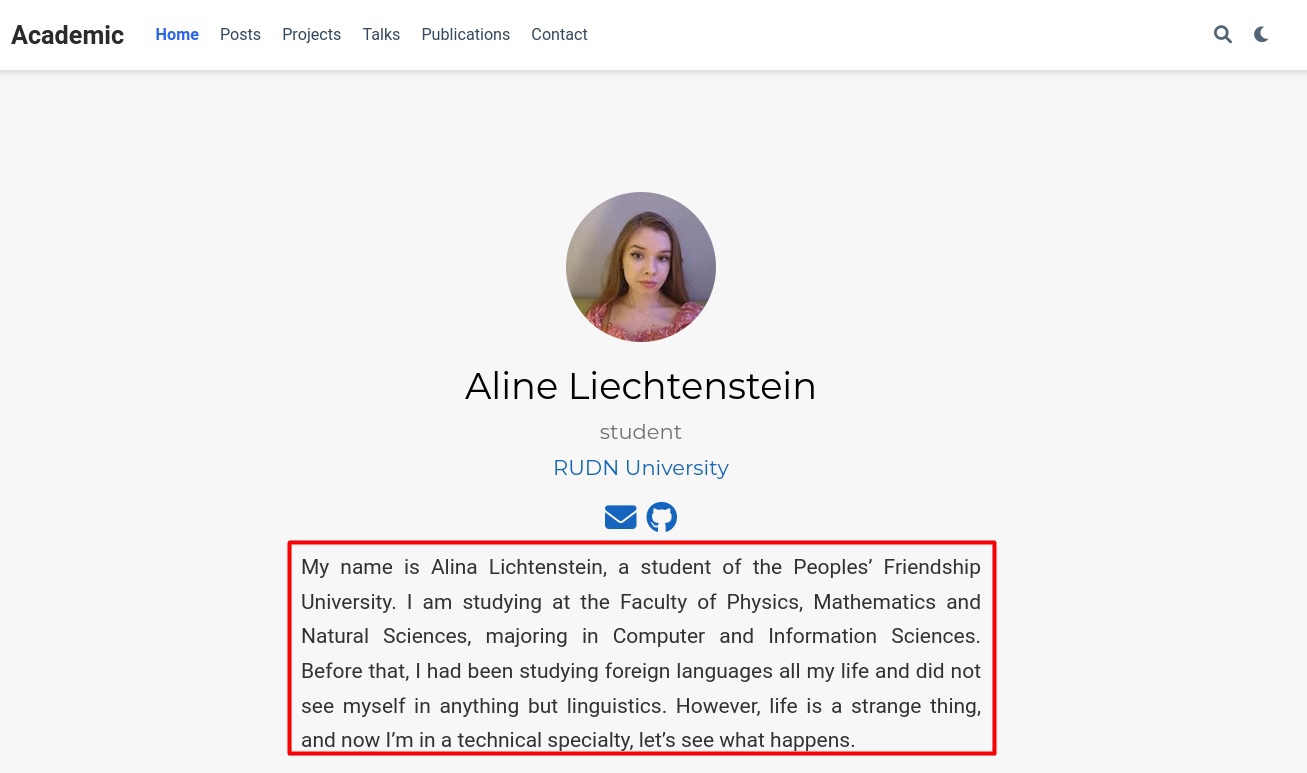 Academic Home Posts Projects Talks Publications Contact
Aline Liechtenstein
student
RUDN University
My name is Alina Lichtenstein, a student of the Peoples’ Friendship
University. I am studying at the Faculty of Physics, Mathematics and
Natural Sciences, majoring in Computer and Information Sciences.
Before that, I had been studying foreign languages all my life and did not
see myself in anything but linguistics. However, life is a strange thing,
and now I’m in a technical specialty, let’s see what happens.